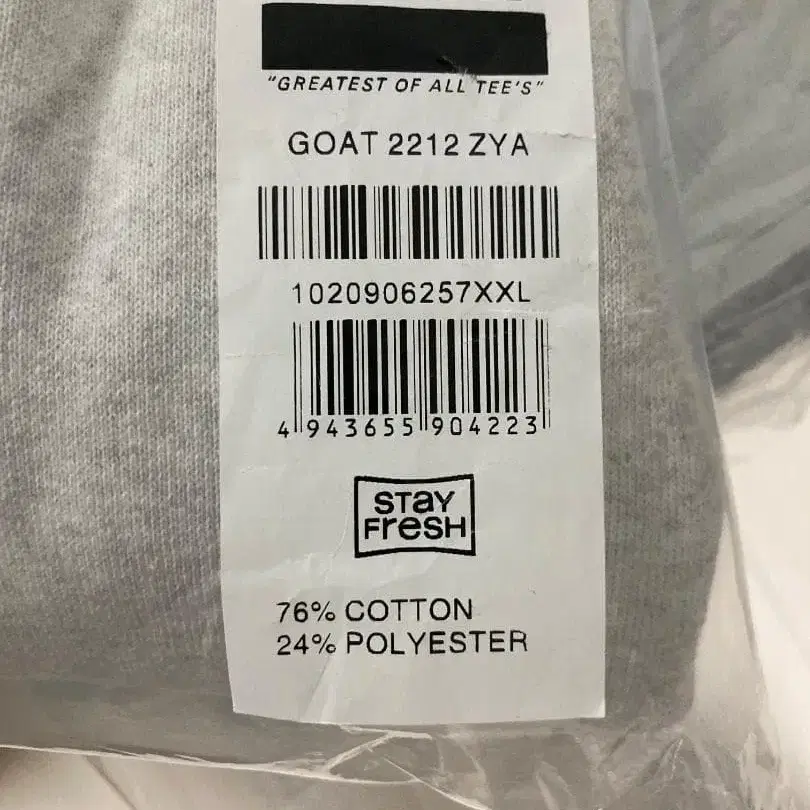 "GREATEST OF ALL TEE'S"
GOAT 2212 ZYA
1020906257XXL
4 943655 904223
STay
FresH
76% COTTON
24% POLYESTER